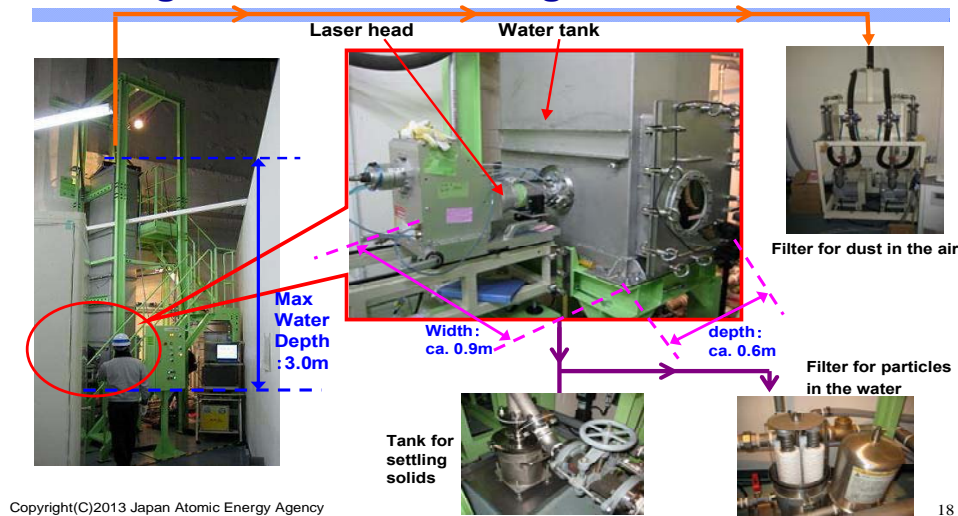 Laser head
Water tank
Filter for dust in the air
Max
Water
Depth
:3.0m
Width:
ca. 0.9m
depth:
ca. 0.6m
Filter for particles
in the water
Tank for
settling
solids
Copyright(C)2013 Japan Atomic Energy Agency
18